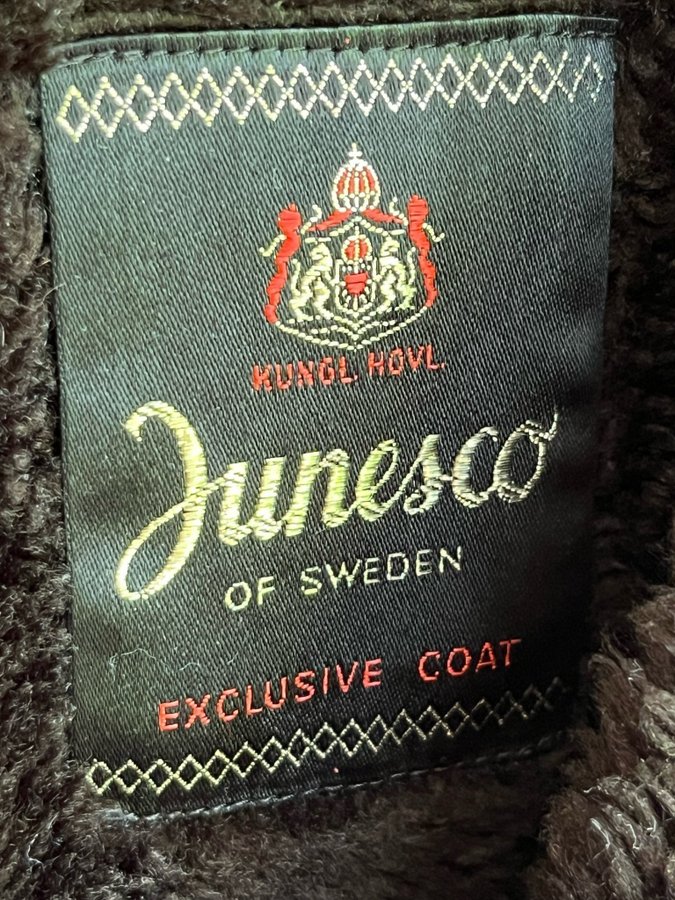 KUNGL. HOVL.
Junesco
OF SWEDEN
EXCLUSIVE COAT